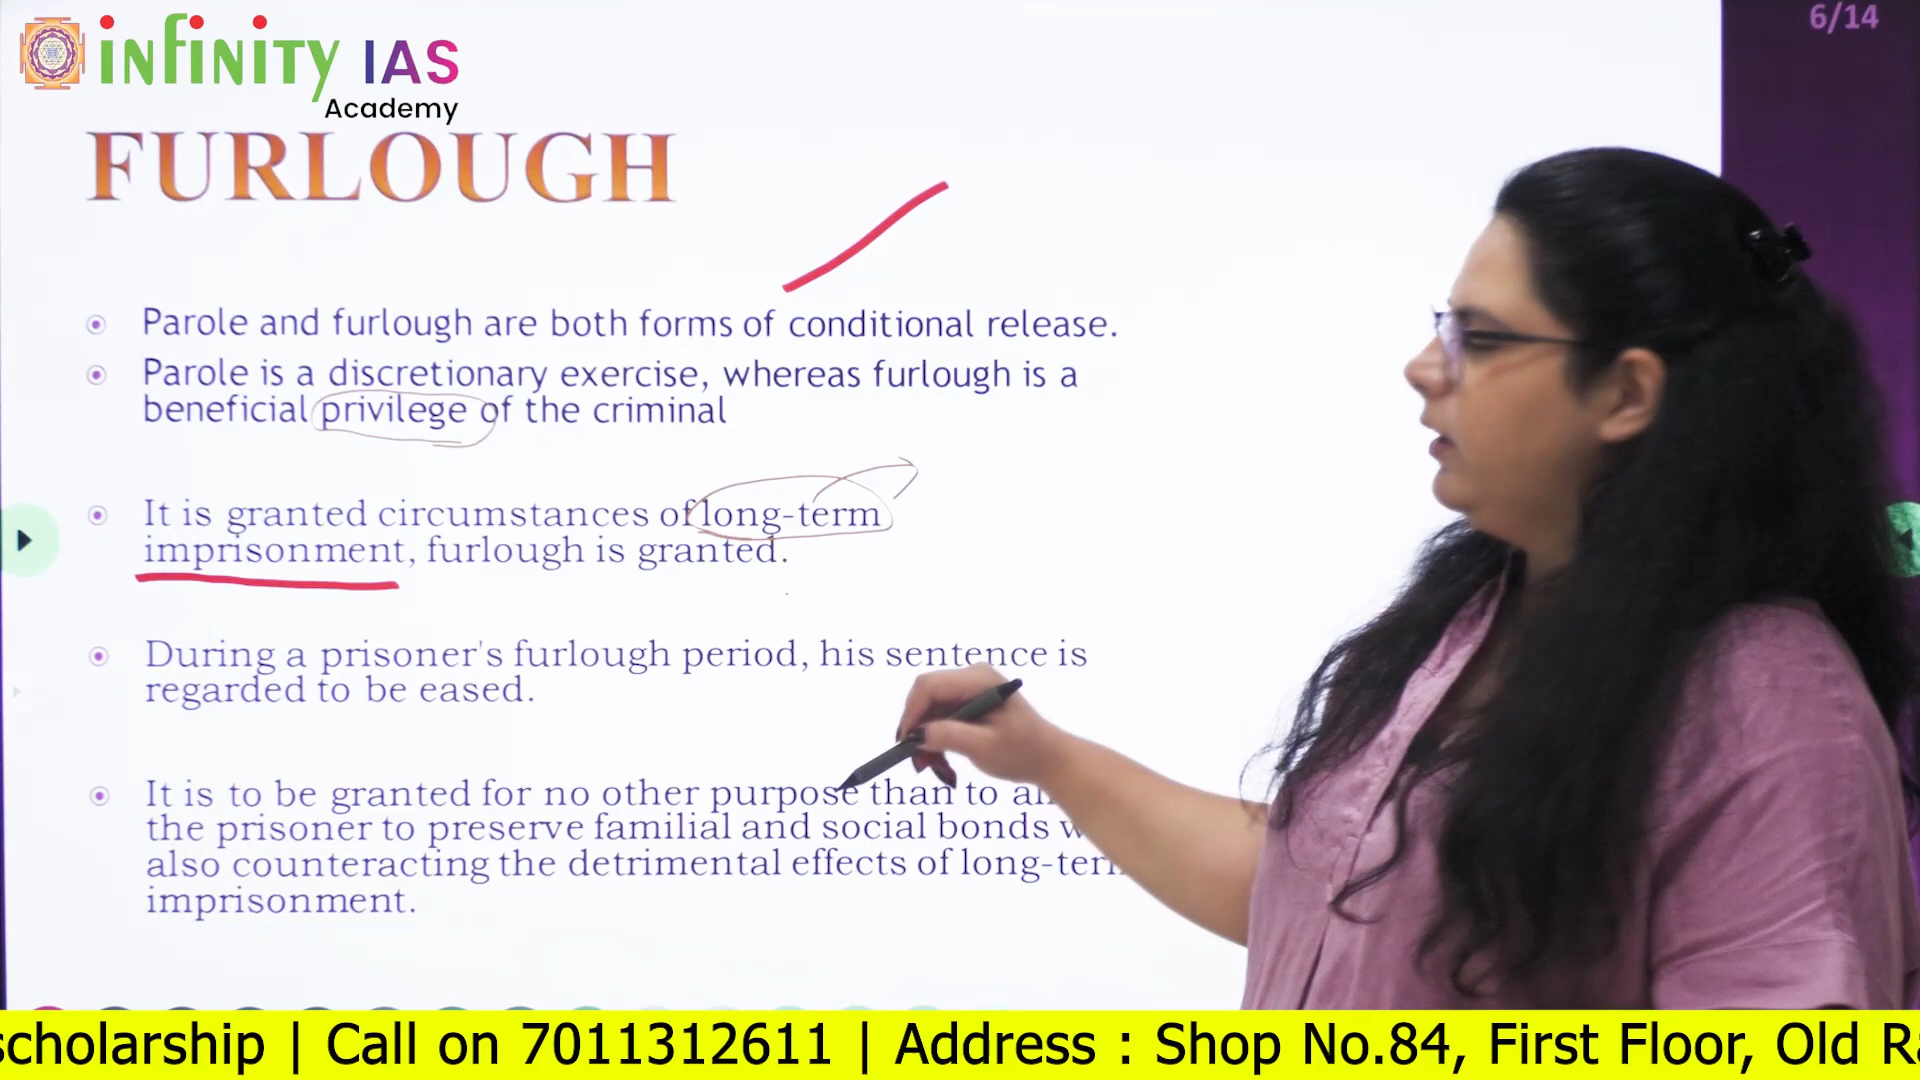 6/14
infinity IAS
Academy
FURLOUGH
Parole and furlough are both forms of conditional release.
Parole is a discretionary exercise, whereas furlough is a
beneficial privilege of the criminal
It is granted circumstances of long-term
imprisonment, furlough is granted.
During a prisoner's furlough period, his sentence is
regarded to be eased.
It is to be granted for no other purpose than to
the prisoner to preserve familial and social bonds
also counteracting the detrimental effects of long-term
imprisonment.
scholarship | Call on 7011312611 | Address : Shop No.84, First Floor, Old